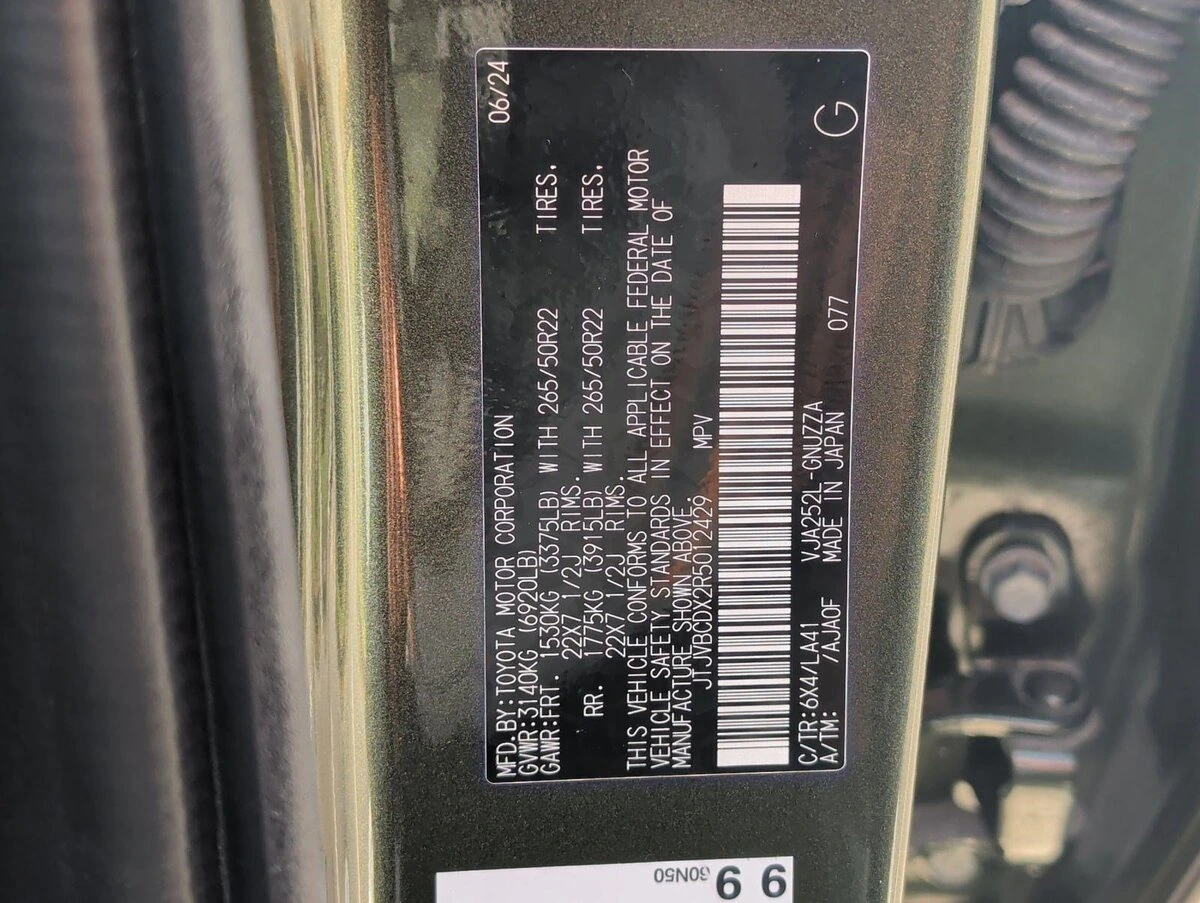 MFD.BY:TOYOTA MOTOR CORPORATION 06/24
GVWR:3140KG (6920LB)
GAWR:FRT. 1530KG (3375LB) WITH 265/50R22 TIRES.
22X7 1/2J RIMS.
RR. 1775KG (3915LB) WITH 265/50R22 TIRES.
22X7 1/2J RIMS.
THIS VEHICLE CONFORMS TO ALL APPLICABLE FEDERAL MOTOR
VEHICLE SAFETY STANDARDS IN EFFECT ON THE DATE OF
MANUFACTURE SHOWN ABOVE.
JTJVBCDX2R5012429 MPV
C/TR:6X4/LA41 VJA252L-GNUZZA 077 G
A/TM: /AJA0F MADE IN JAPAN